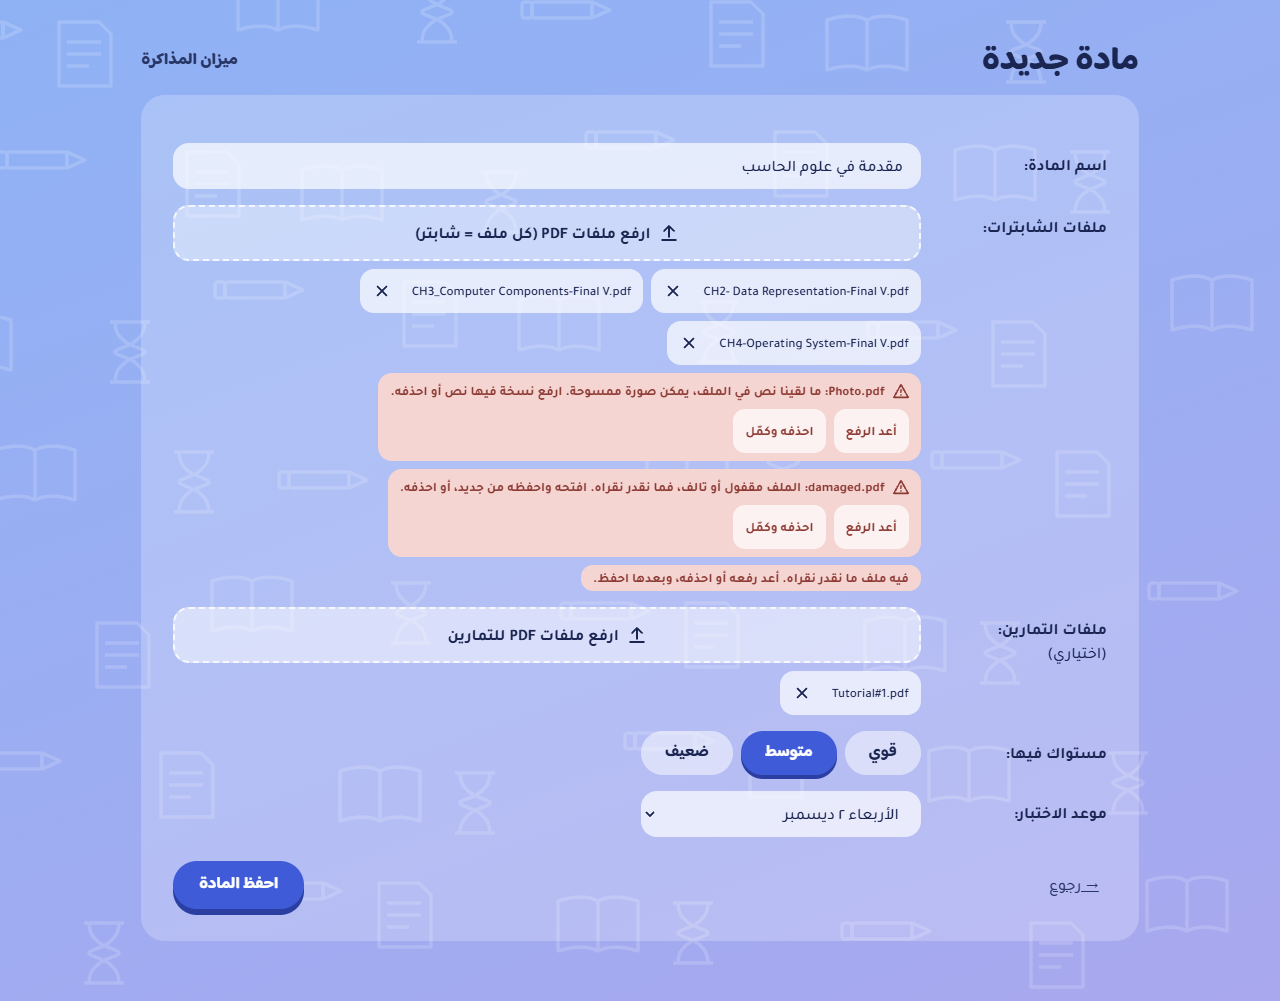 مادة جديدة
ميزان المذاكرة
اسم المادة:
مقدمة في علوم الحاسب
ملفات الشابترات:
ارفع ملفات PDF (كل ملف = شابتر)
CH2- Data Representation-Final V.pdf
CH3_Computer Components-Final V.pdf
CH4-Operating System-Final V.pdf
Photo.pdf: ما لقينا نص في الملف، يمكن صورة ممسوحة. ارفع نسخة فيها نص أو احذفه.
أعد الرفع
احذفه وكمّل
damaged.pdf: الملف مقفول أو تالف، فما نقدر نقراه. افتحه واحفظه من جديد، أو احذفه.
أعد الرفع
احذفه وكمّل
فيه ملف ما نقدر نقراه. أعد رفعه أو احذفه، وبعدها احفظ.
ملفات التمارين:
(اختياري)
ارفع ملفات PDF للتمارين
Tutorial#1.pdf
مستواك فيها:
قوي
متوسط
ضعيف
موعد الاختبار:
الأربعاء ٢ ديسمبر
→ رجوع
احفظ المادة